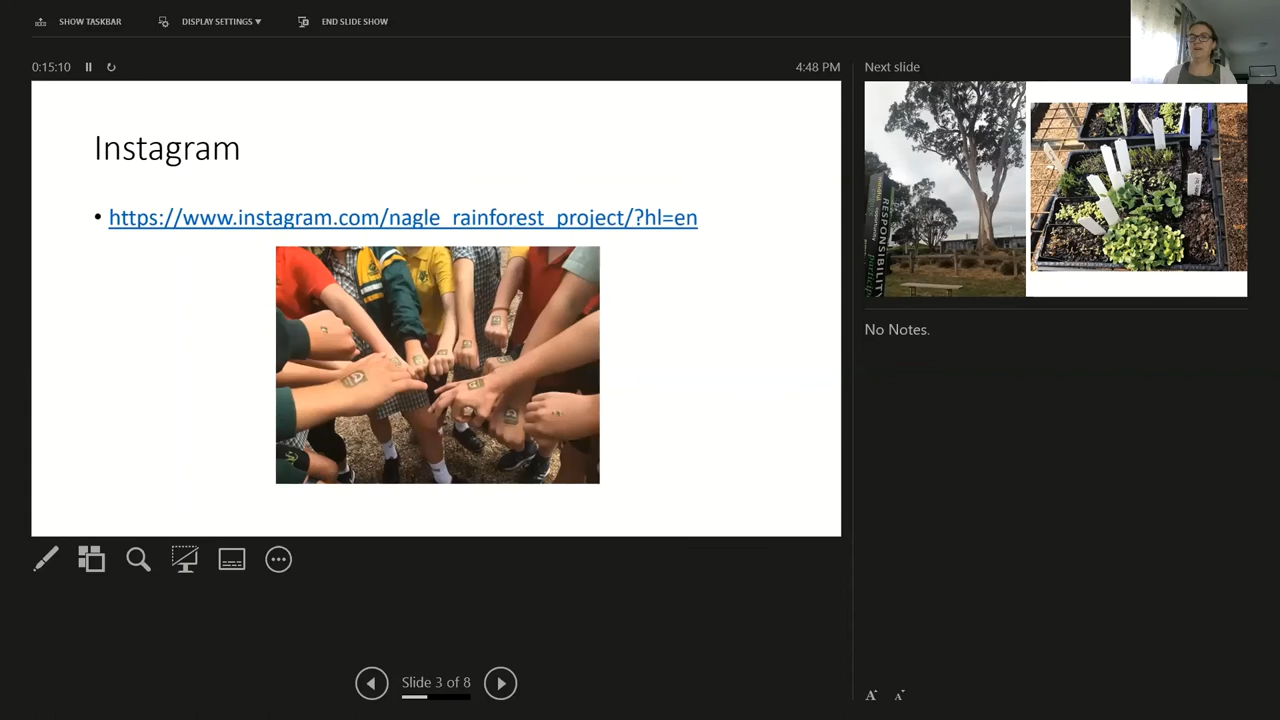 SHOW TASKBAR
DISPLAY SETTINGS ▼
END SLIDE SHOW
0:15:10
4:48 PM
Next slide
Instagram
• https://www.instagram.com/nagle_rainforest_project/?hl=en
RESPONSIBILITY
No Notes.
Slide 3 of 8
A
A